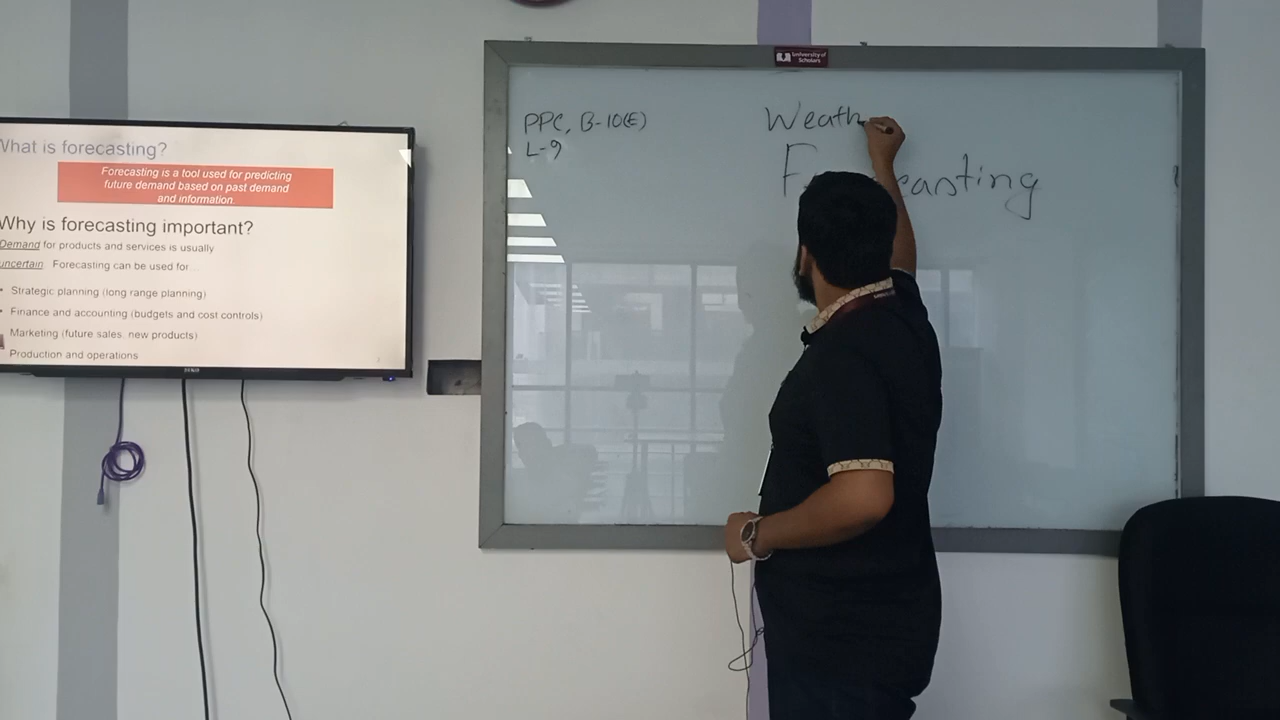 What is forecasting?
Forecasting is a tool used for predicting
future demand based on past demand
and information.
Why is forecasting important?
Demand for products and services is usually
uncertain. Forecasting can be used for...
• Strategic planning (long range planning)
• Finance and accounting (budgets and cost controls)
Marketing (future sales, new products)
Production and operations
University of
Scholars
PPC, B-10(E)
L-9
Weath
F casting